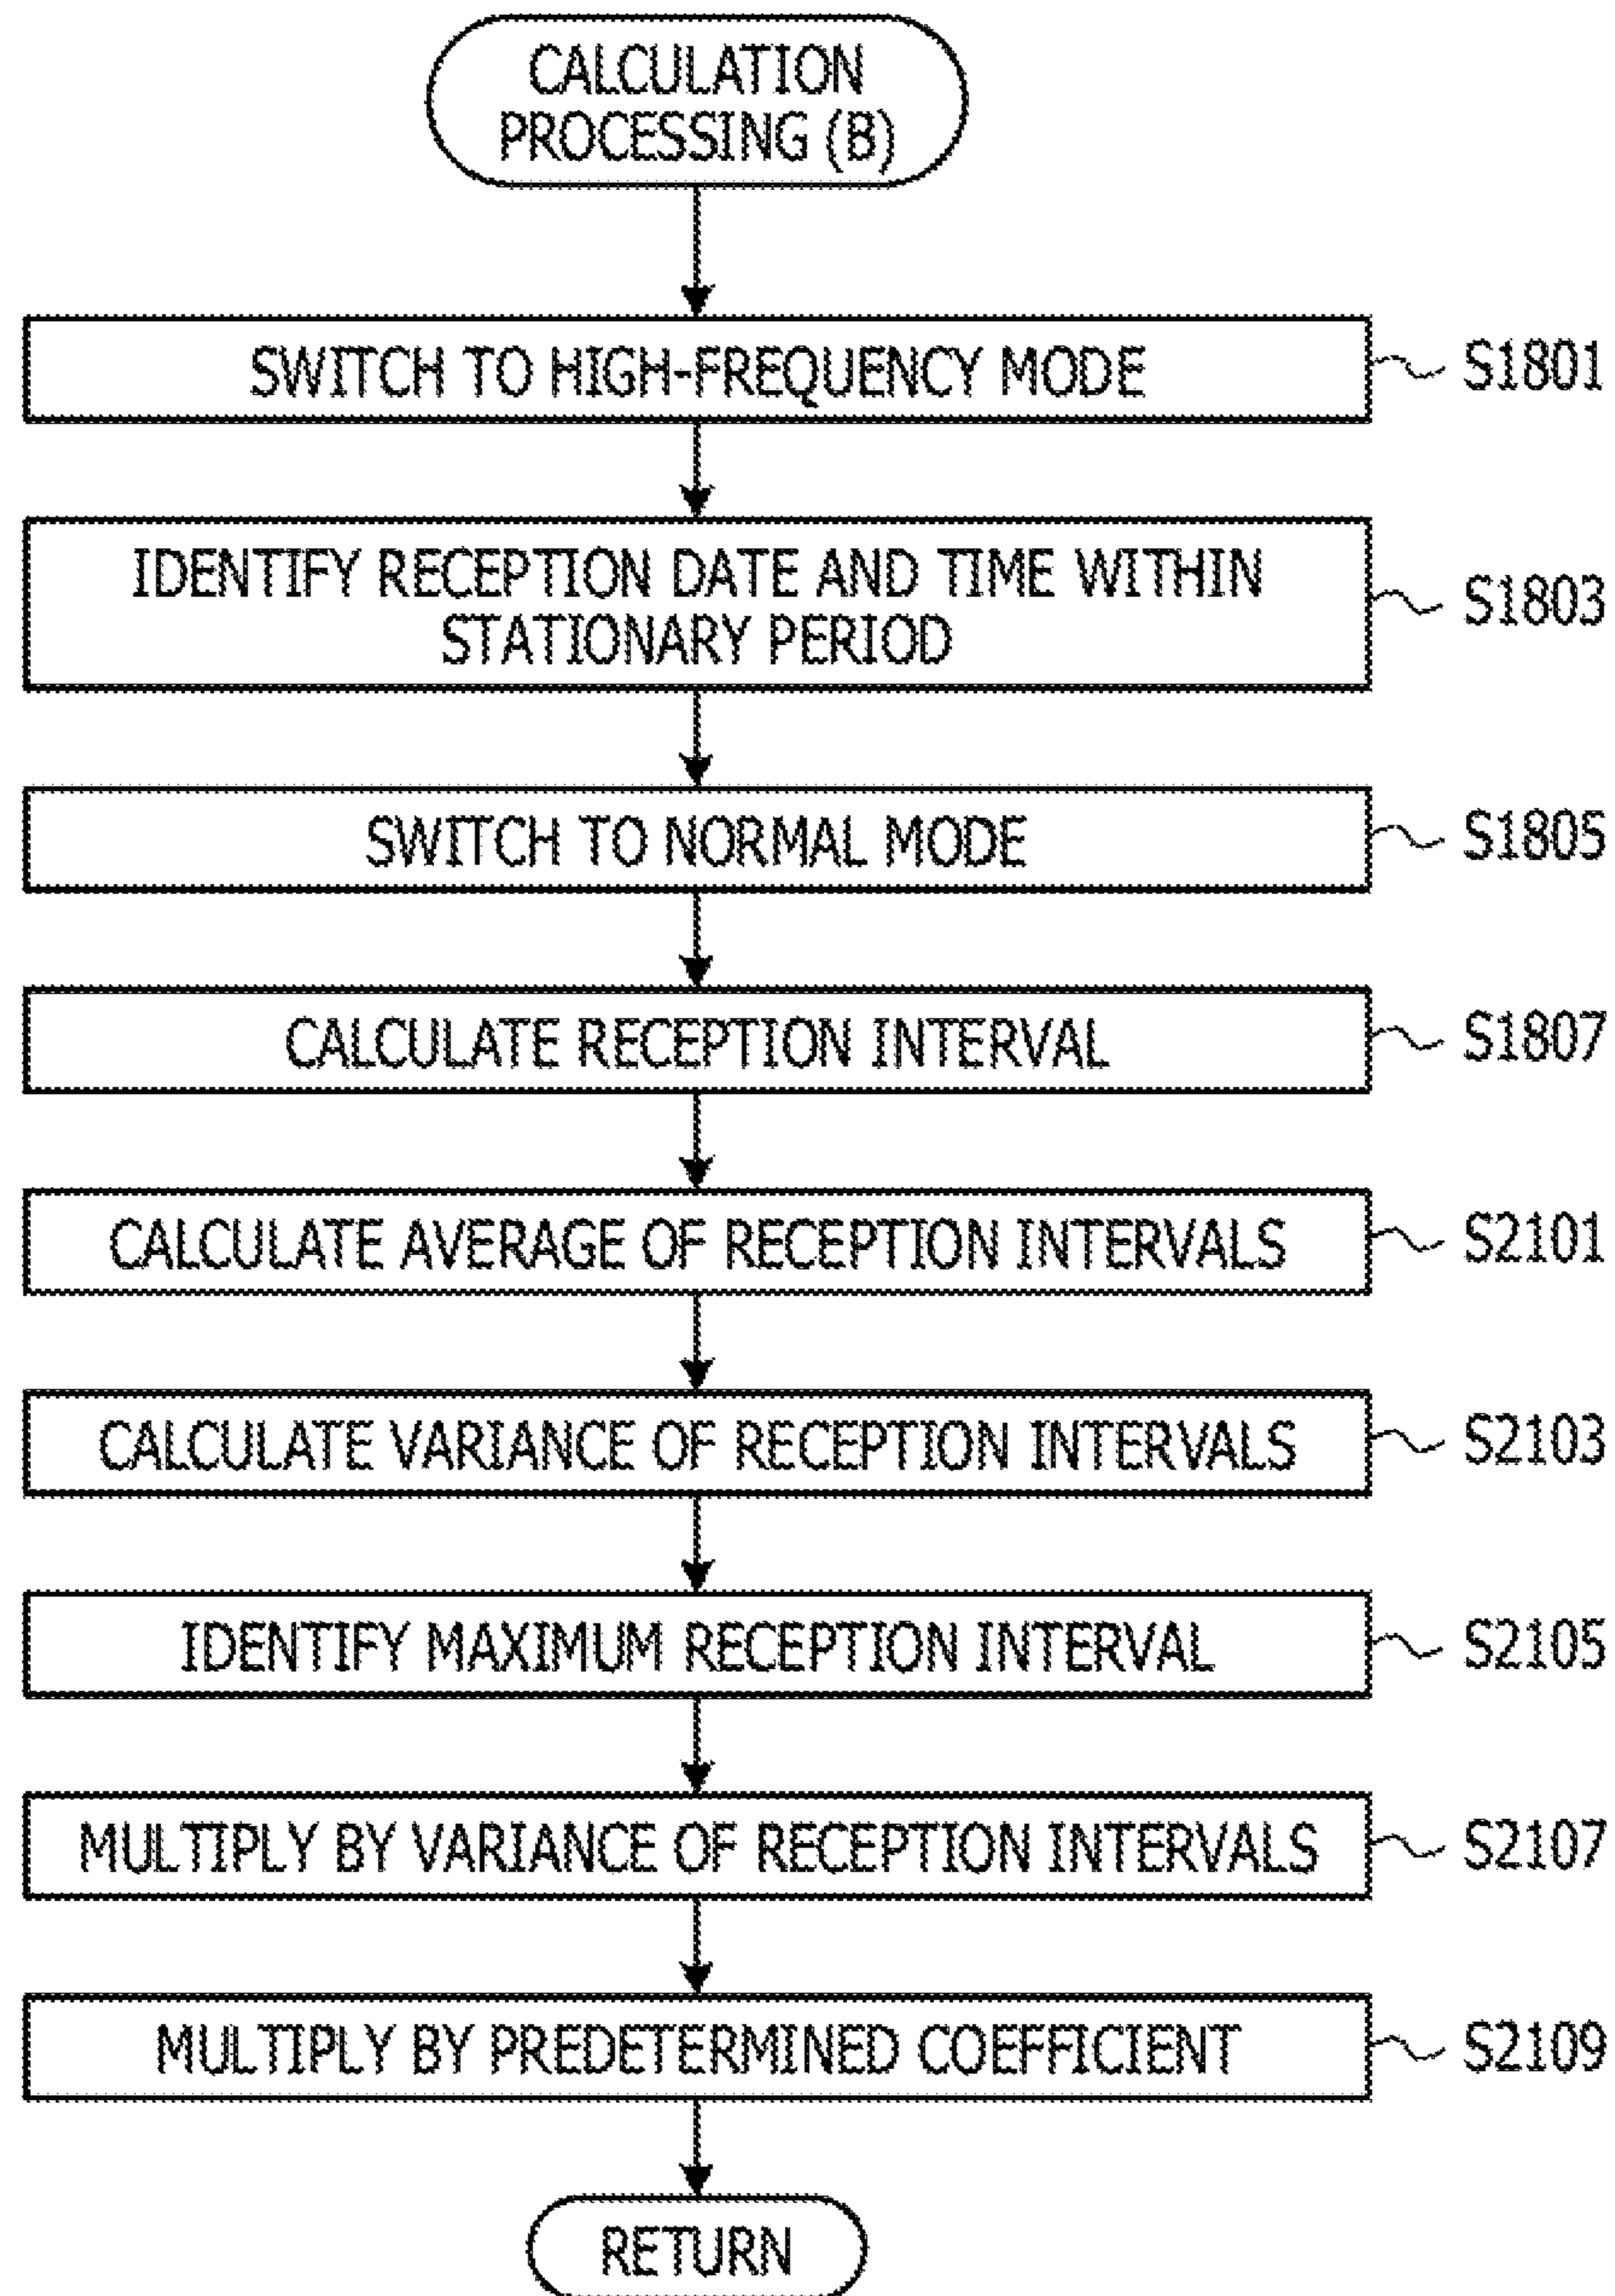 CALCULATION
PROCESSING (B)
SWITCH TO HIGH-FREQUENCY MODE
S1801
IDENTIFY RECEPTION DATE AND TIME WITHIN
STATIONARY PERIOD
S1803
SWITCH TO NORMAL MODE
S1805
CALCULATE RECEPTION INTERVAL
S1807
CALCULATE AVERAGE OF RECEPTION INTERVALS
S2101
CALCULATE VARIANCE OF RECEPTION INTERVALS
S2103
IDENTIFY MAXIMUM RECEPTION INTERVAL
S2105
MULTIPLY BY VARIANCE OF RECEPTION INTERVALS
S2107
MULTIPLY BY PREDETERMINED COEFFICIENT
S2109
RETURN